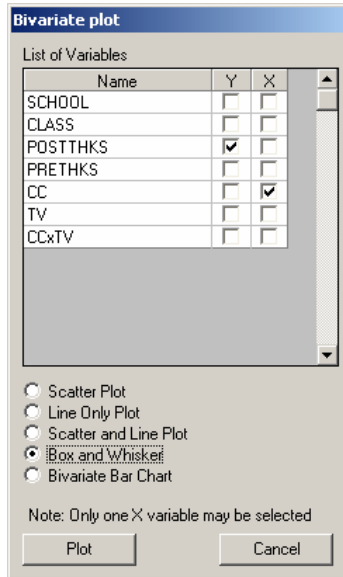 Bivariate plot
List of Variables
Name Y X
SCHOOL
CLASS
POSTTHKS
PRETHKS
CC
TV
CCxTV
Scatter Plot
Line Only Plot
Scatter and Line Plot
Box and Whisker
Bivariate Bar Chart
Note: Only one X variable may be selected
Plot Cancel